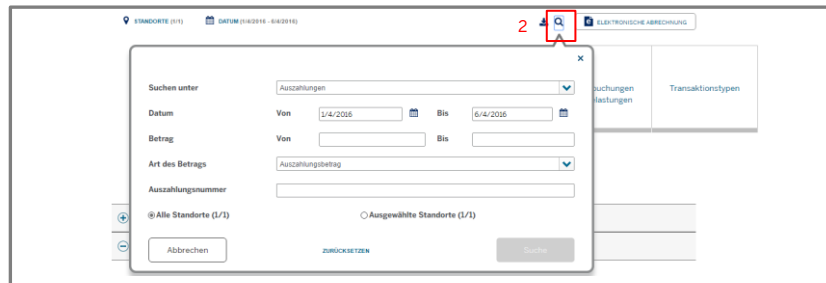 STANDORTE (1/1) DATUM (1/4/2016 - 6/4/2016) 2 ELEKTRONISCHE ABRECHNUNG
×
Suchen unter Auszahlungen
buchungen Transaktionstypen
lastungen
Datum Von 1/4/2016 Bis 6/4/2016
Betrag Von Bis
Art des Betrags Auszahlungsbetrag
Auszahlungsnummer
Alle Standorte (1/1) Ausgewählte Standorte (1/1)
Abbrechen ZURÜCKSETZEN Suche